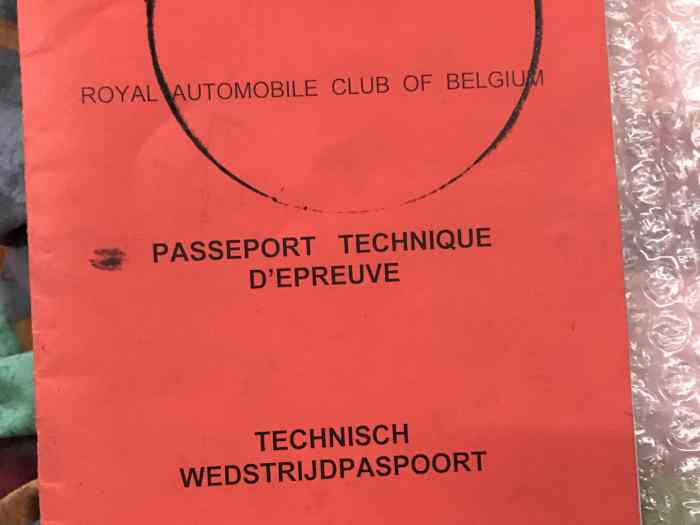 ROYAL AUTOMOBILE CLUB OF BELGIUM
PASSEPORT TECHNIQUE
D'EPREUVE
TECHNISCH
WEDSTRIJDPASPOORT